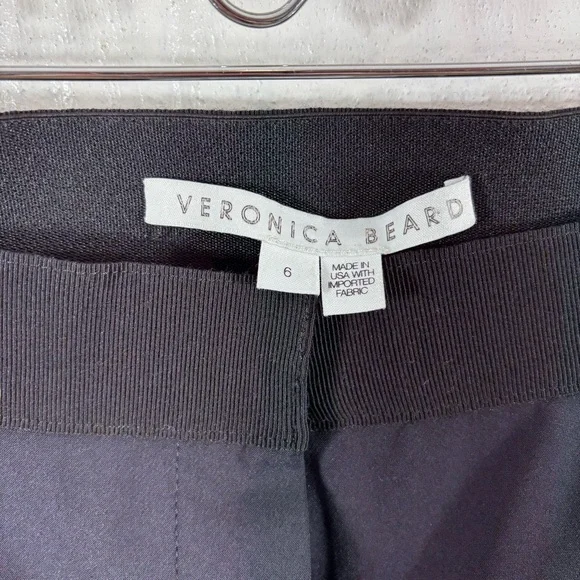 VERONICA BEARD
6
MADE IN
USA WITH
IMPORTED
FABRIC